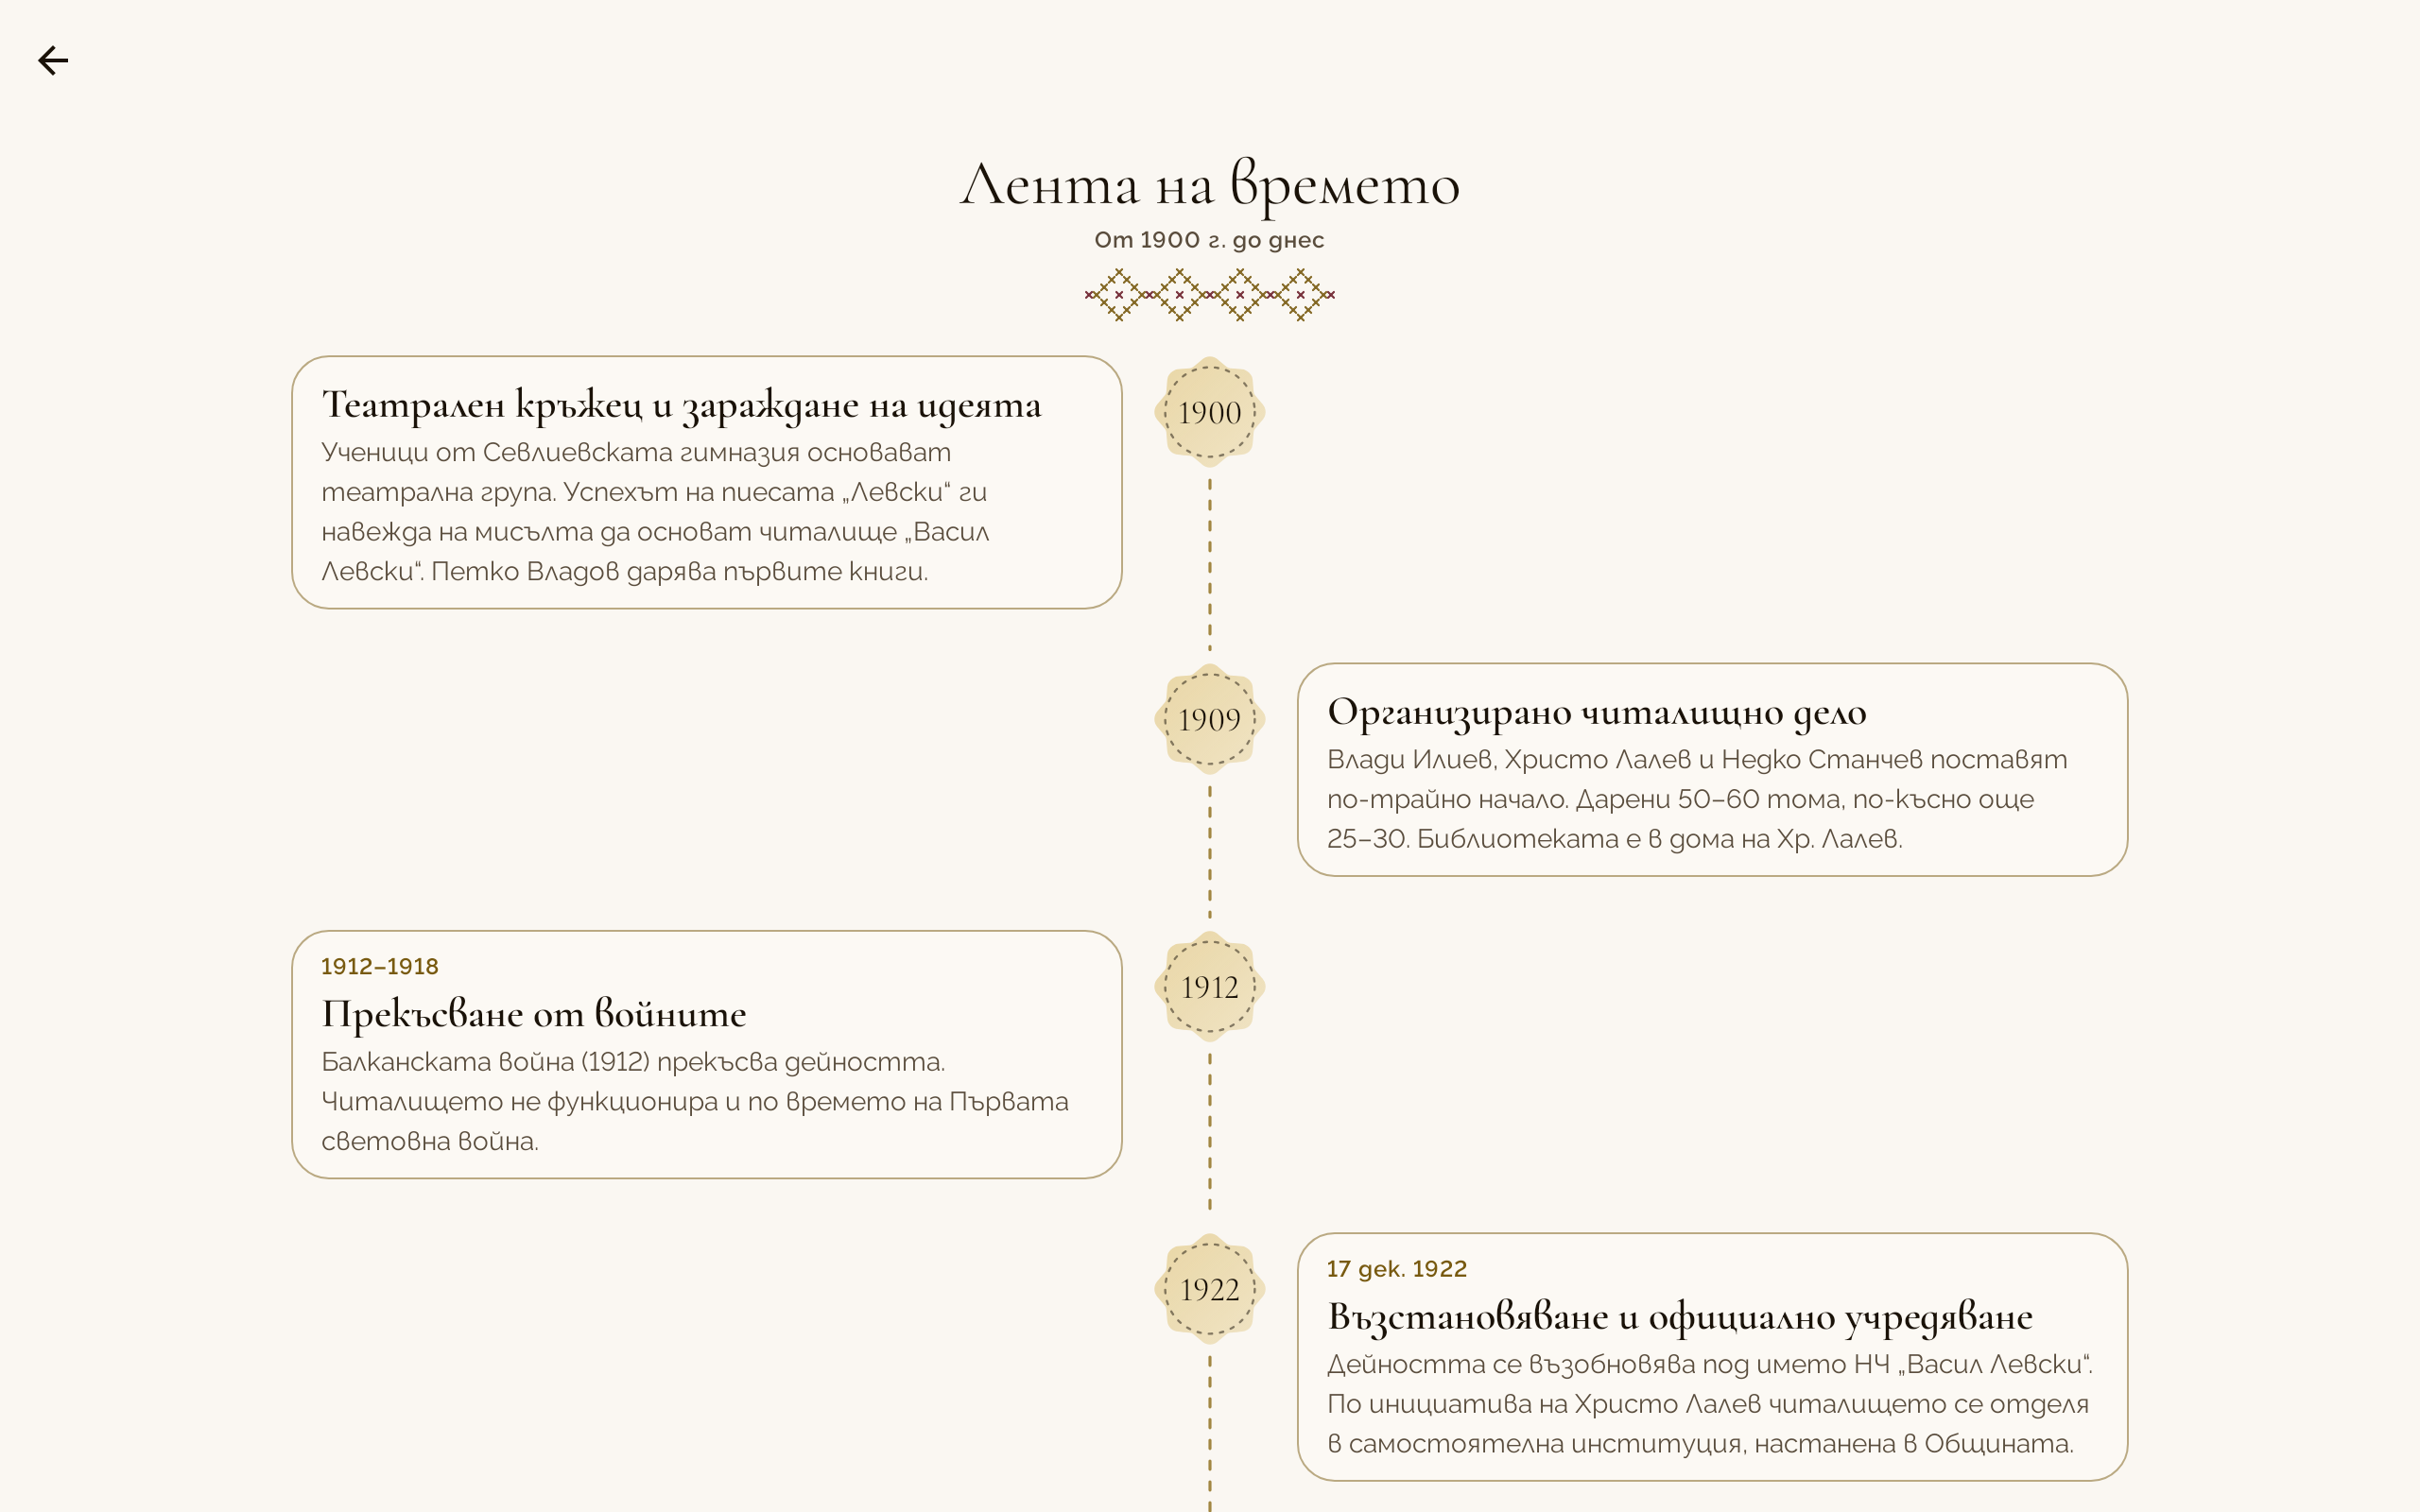 Лента на времето
От 1900 г. до днес
Театрален кръжец и зараждане на идеята
Ученици от Севлиевската гимназия основават
театрална група. Успехът на пиесата „Левски“ ги
навежда на мисълта да основат читалище „Васил
Левски“. Петко Владов дарява първите книги.
1900
1909
Организирано читалищно дело
Влади Илиев, Христо Лалев и Недко Станчев поставят
по-трайно начало. Дарени 50–60 тома, по-късно още
25–30. Библиотеката е в дома на Хр. Лалев.
1912–1918
Прекъсване от войните
Балканската война (1912) прекъсва дейността.
Читалището не функционира и по времето на Първата
световна война.
1912
1922
17 дек. 1922
Възстановяване и официално учредяване
Дейността се възобновява под името НЧ „Васил Левски“.
По инициатива на Христо Лалев читалището се отделя
в самостоятелна институция, настанена в Общината.